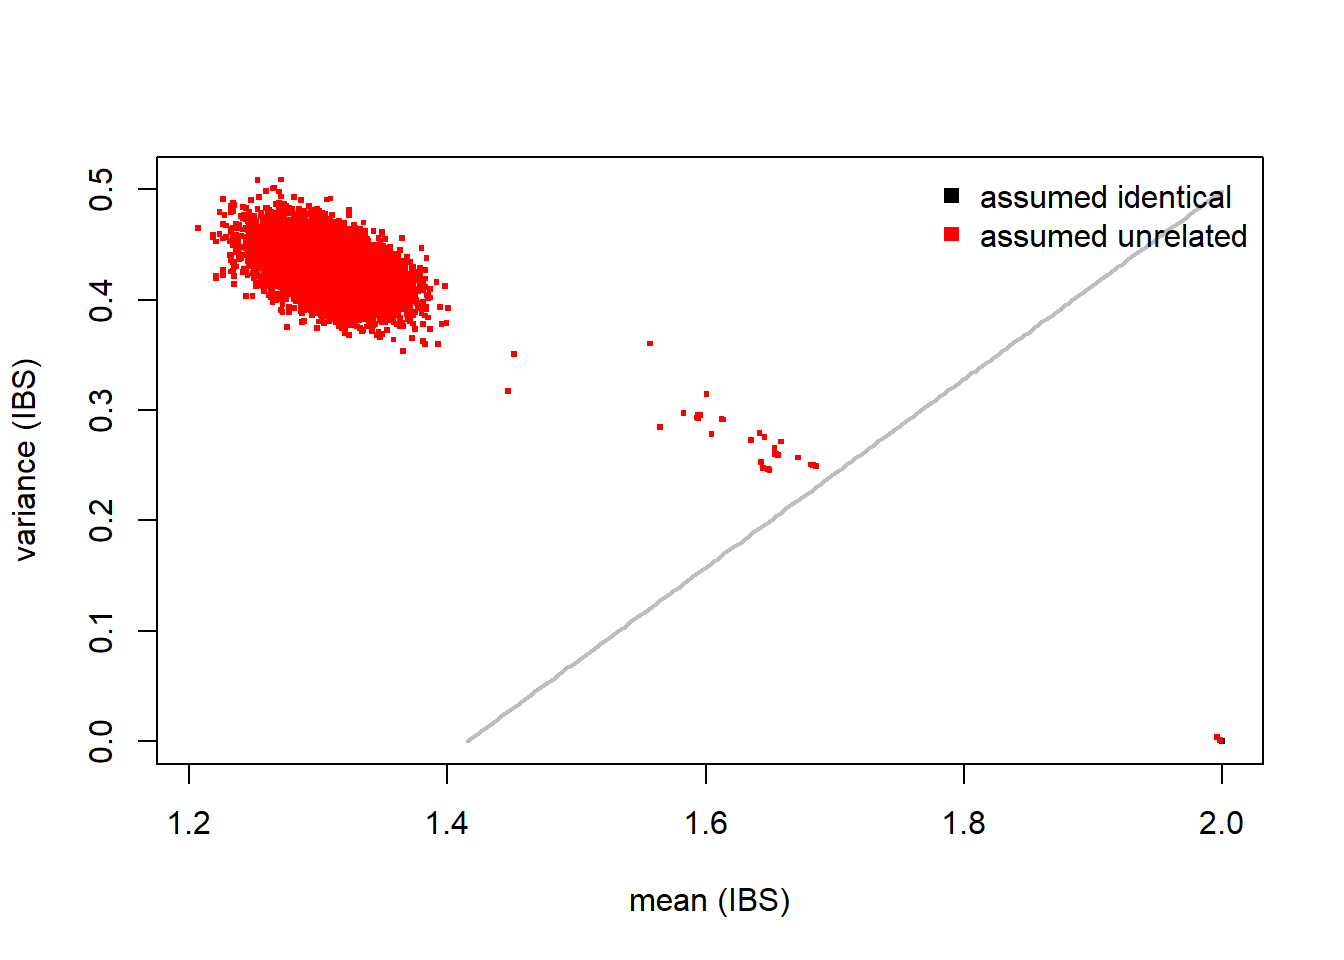 assumed identical
assumed unrelated
variance (IBS)
0.5
0.4
0.3
0.2
0.1
0.0
1.2 1.4 1.6 1.8 2.0
mean (IBS)